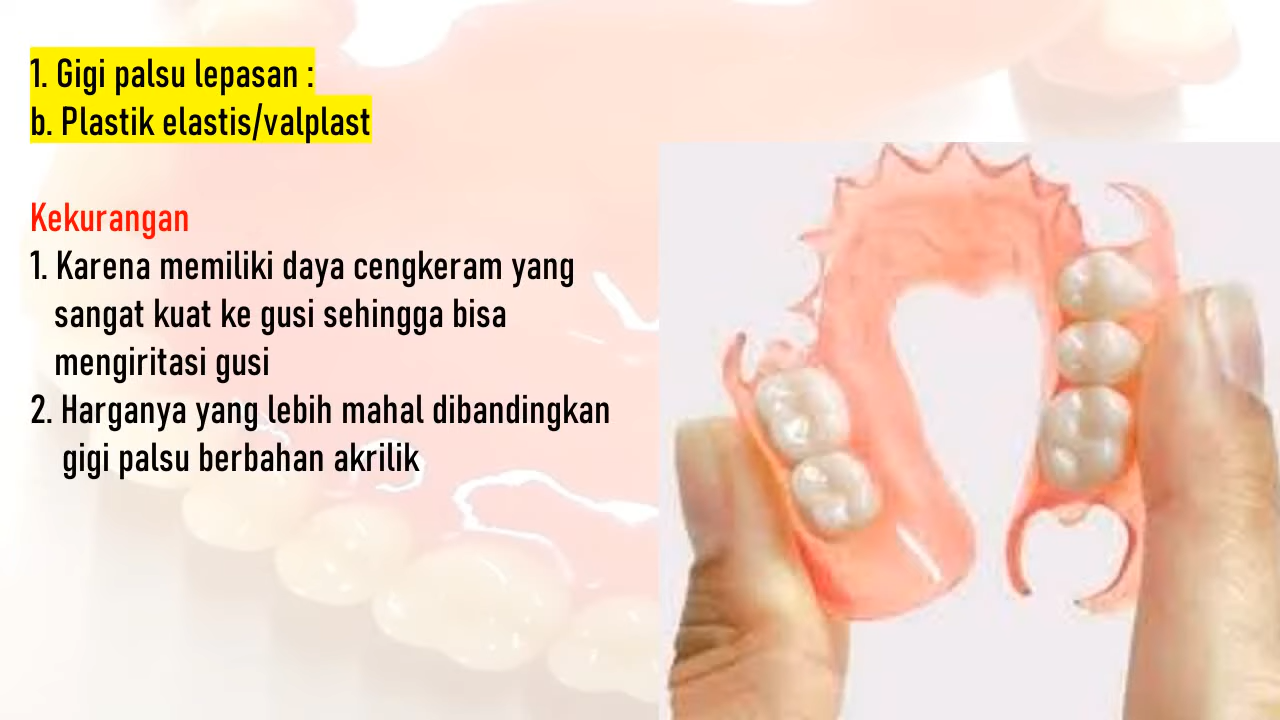 1. Gigi palsu lepasan :
b. Plastik elastis/valplast
Kekurangan
1. Karena memiliki daya cengkeram yang
sangat kuat ke gusi sehingga bisa
mengiritasi gusi
2. Harganya yang lebih mahal dibandingkan
gigi palsu berbahan akrilik